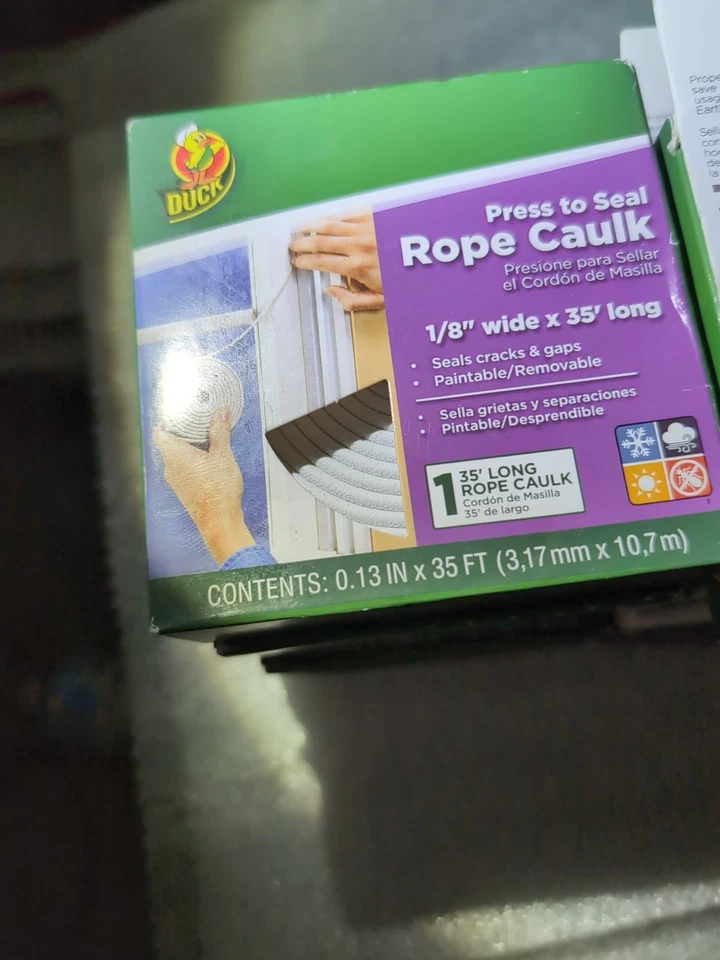 DUCK
Press to Seal
Rope Caulk
Presione para Sellar
el Cordón de Masilla
1/8" wide x 35' long
• Seals cracks & gaps
• Paintable/Removable
• Sella grietas y separaciones
• Pintable/Desprendible
1 35' LONG
ROPE CAULK
Cordón de Masilla
35' de largo
CONTENTS: 0.13 IN x 35 FT (3,17 mm x 10,7 m)
save